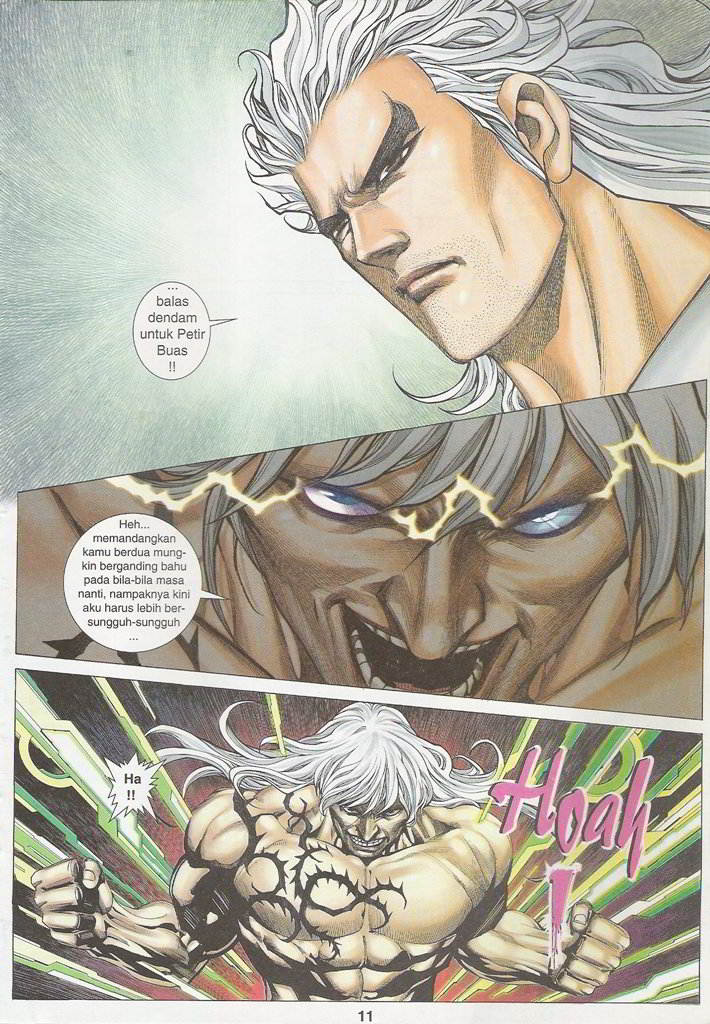 ...
balas
dendam
untuk Petir
Buas
!!
Heh...
memandangkan
kamu berdua mung-
kin berganding bahu
pada bila-bila masa
nanti, nampaknya kini
aku harus lebih ber-
sungguh-sungguh
...
Ha
!!
Hoah
!
11